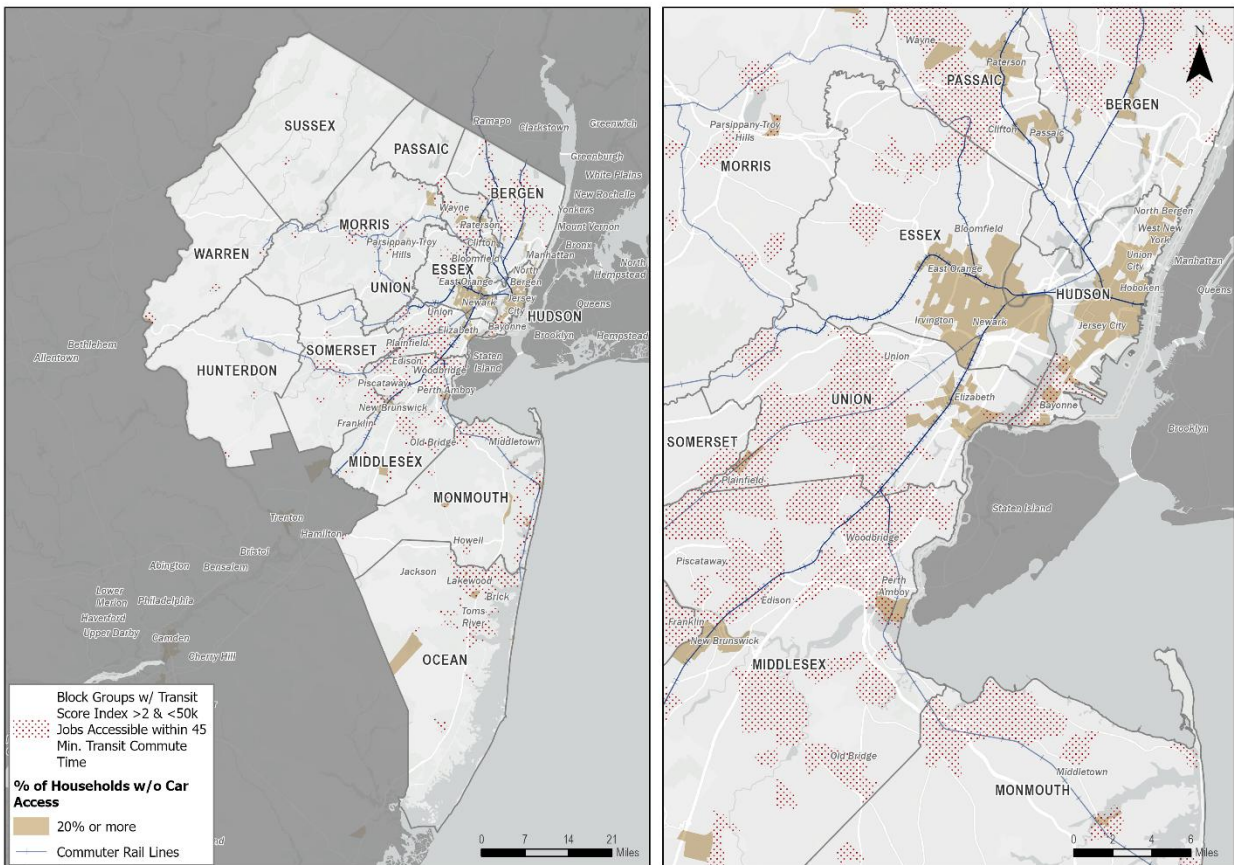 SUSSEX
PASSAIC
BERGEN
Ramapo
Clarkstown
Greenwich
Greenburgh
White Plains
New Rochelle
Yonkers
Mount Vernon
Bronx
Manhattan
North
Hempstead
Queens
Hempstead
Brooklyn
Staten
Island
WARREN
MORRIS
Parsippany-Troy
Hills
Wayne
Paterson
Clifton
Bloomfield
ESSEX
East Orange
Newark
North
Bergen
Jersey
City
HUDSON
Bayonne
UNION
Union
Elizabeth
Plainfield
SOMERSET
Edison
Woodbridge
Piscataway
Perth Amboy
New Brunswick
Franklin
Old Bridge
Middletown
HUNTERDON
Bethlehem
Allentown
MIDDLESEX
MONMOUTH
Trenton
Hamilton
Howell
Jackson
Lakewood
Brick
Toms
River
OCEAN
Bristol
Abington
Bensalem
Lower
Merion
Philadelphia
Haverford
Upper Darby
Camden
Cherry Hill
Block Groups w/ Transit
Score Index >2 & <50k
Jobs Accessible within 45
Min. Transit Commute
Time
% of Households w/o Car
Access
20% or more
Commuter Rail Lines
0 7 14 21
Miles
N
Wayne
Paterson
PASSAIC
BERGEN
Clifton
Passaic
Parsippany-Troy
Hills
MORRIS
ESSEX
Bloomfield
North Bergen
West New
York
Union
City
Manhattan
Queens
East Orange
Hoboken
HUDSON
Irvington
Newark
Jersey City
Union
UNION
Elizabeth
Bayonne
Brooklyn
SOMERSET
Plainfield
Staten Island
Piscataway
Woodbridge
Edison
Perth
Amboy
Franklin
New Brunswick
MIDDLESEX
Old Bridge
Middletown
MONMOUTH
0 2 4 6
Miles